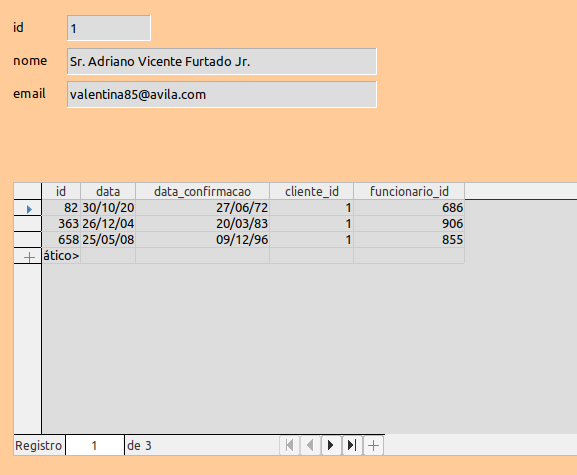 id 1
nome Sr. Adriano Vicente Furtado Jr.
email valentina85@avila.com
id data data_confirmacao cliente_id funcionario_id
82 30/10/20 27/06/72 1 686
363 26/12/04 20/03/83 1 906
658 25/05/08 09/12/96 1 855
ático>
Registro 1 de 3